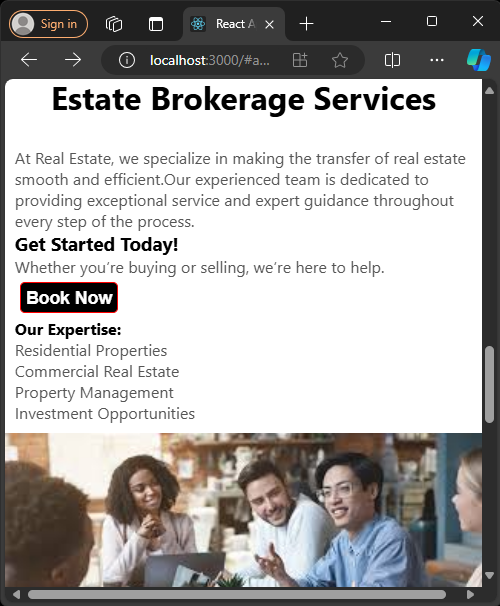 Sign in
React A
localhost:3000/#a...
Estate Brokerage Services
At Real Estate, we specialize in making the transfer of real estate
smooth and efficient.Our experienced team is dedicated to
providing exceptional service and expert guidance throughout
every step of the process.
Get Started Today!
Whether you’re buying or selling, we’re here to help.
Book Now
Our Expertise:
Residential Properties
Commercial Real Estate
Property Management
Investment Opportunities